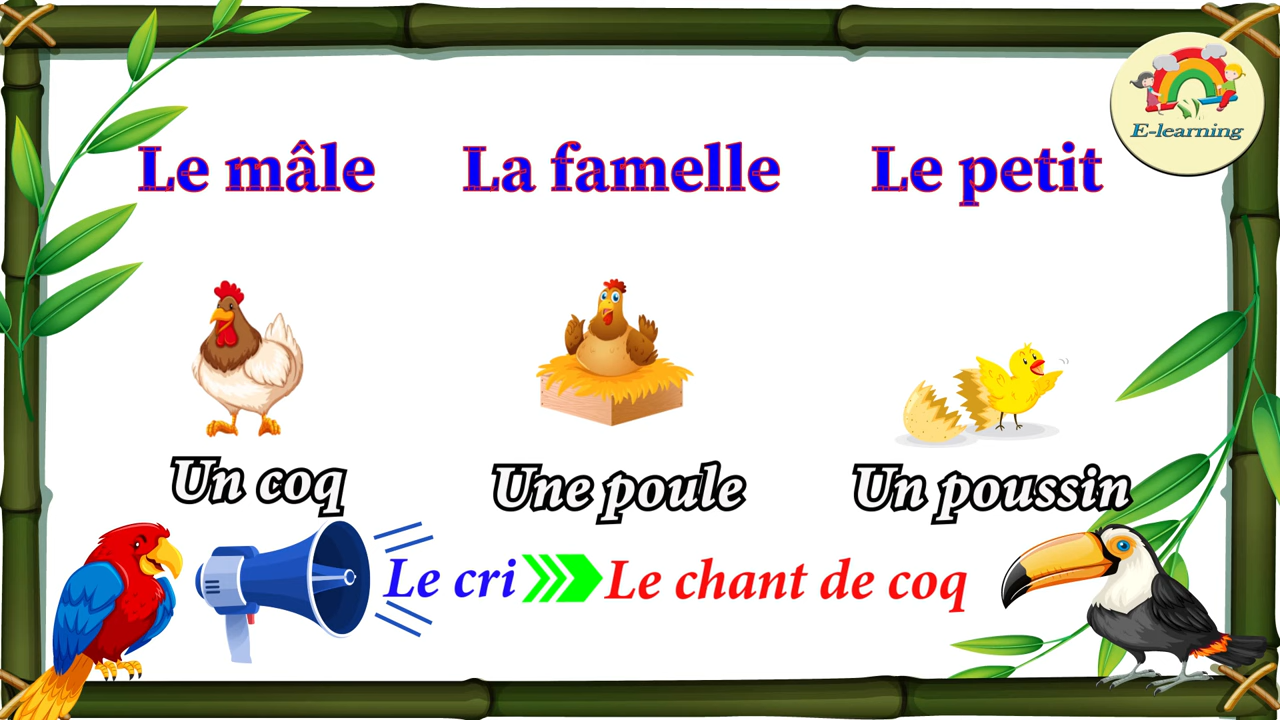 E-learning
Le mâle La famelle Le petit
Un coq Une poule Un poussin
Le cri Le chant de coq